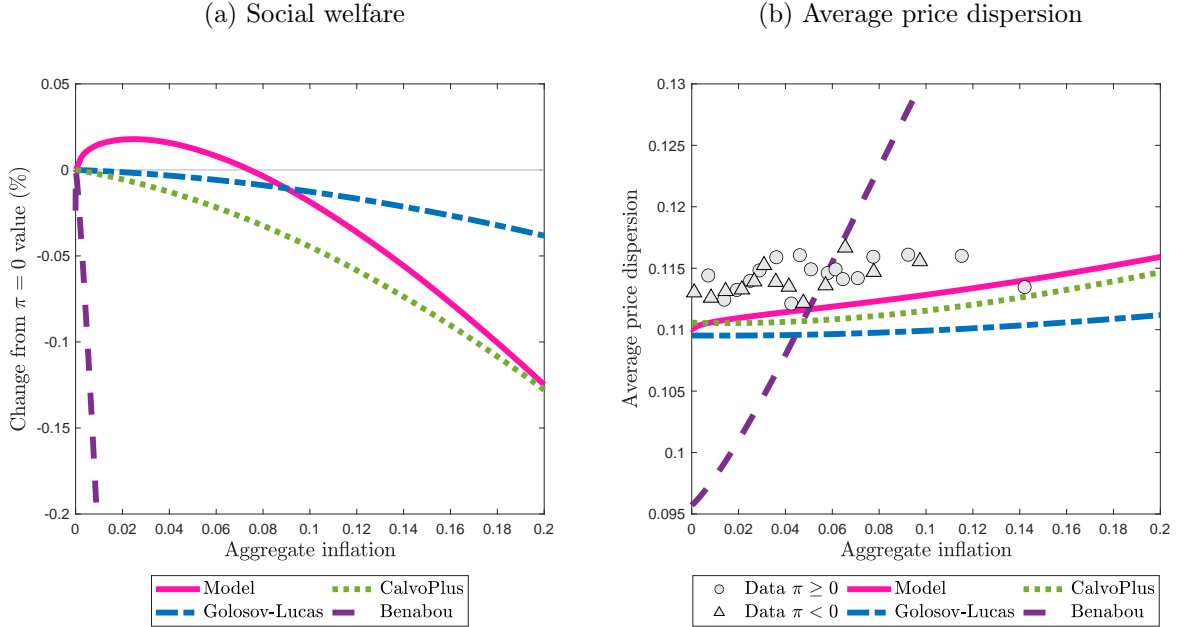 (a) Social welfare
Change from π = 0 value (%)
0.05
0
-0.05
-0.1
-0.15
-0.2
0
0.02
0.04
0.06
0.08
0.1
0.12
0.14
0.16
0.18
0.2
Aggregate inflation
Model
CalvoPlus
Golosov-Lucas
Benabou
(b) Average price dispersion
Average price dispersion
0.13
0.125
0.12
0.115
0.11
0.105
0.1
0.095
0
0.02
0.04
0.06
0.08
0.1
0.12
0.14
0.16
0.18
0.2
Aggregate inflation
Data π ≥ 0
Model
CalvoPlus
Data π < 0
Golosov-Lucas
Benabou